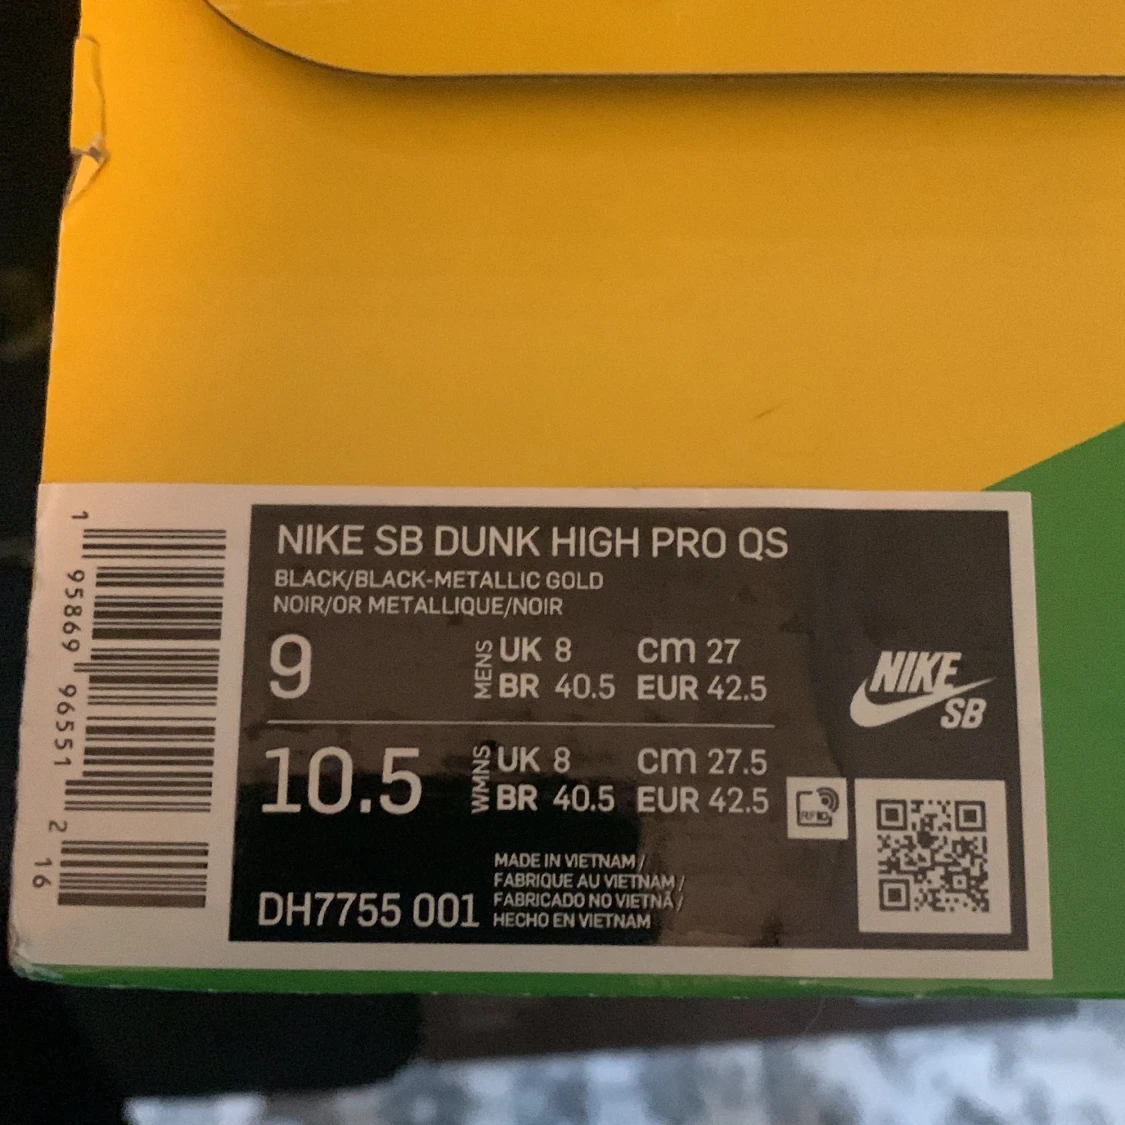 NIKE SB DUNK HIGH PRO QS
BLACK/BLACK-METALLIC GOLD
NOIR/OR METALLIQUE/NOIR
9
MENS
UK 8 cm 27
BR 40.5 EUR 42.5
10.5
WMNS
UK 8 cm 27.5
BR 40.5 EUR 42.5
DH7755 001
MADE IN VIETNAM /
FABRIQUE AU VIETNAM /
FABRICADO NO VIETNÃ /
HECHO EN VIETNAM
NIKE
SB
RFID
1 95869 96551 2 16